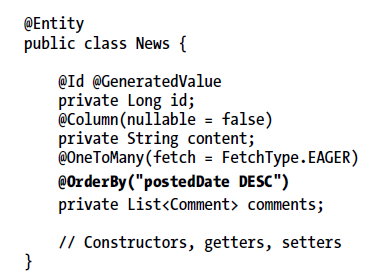 @Entity
public class News {
@Id @GeneratedValue
private Long id;
@Column(nullable = false)
private String content;
@OneToMany(fetch = FetchType.EAGER)
@OrderBy("postedDate DESC")
private List<Comment> comments;
// Constructors, getters, setters
}